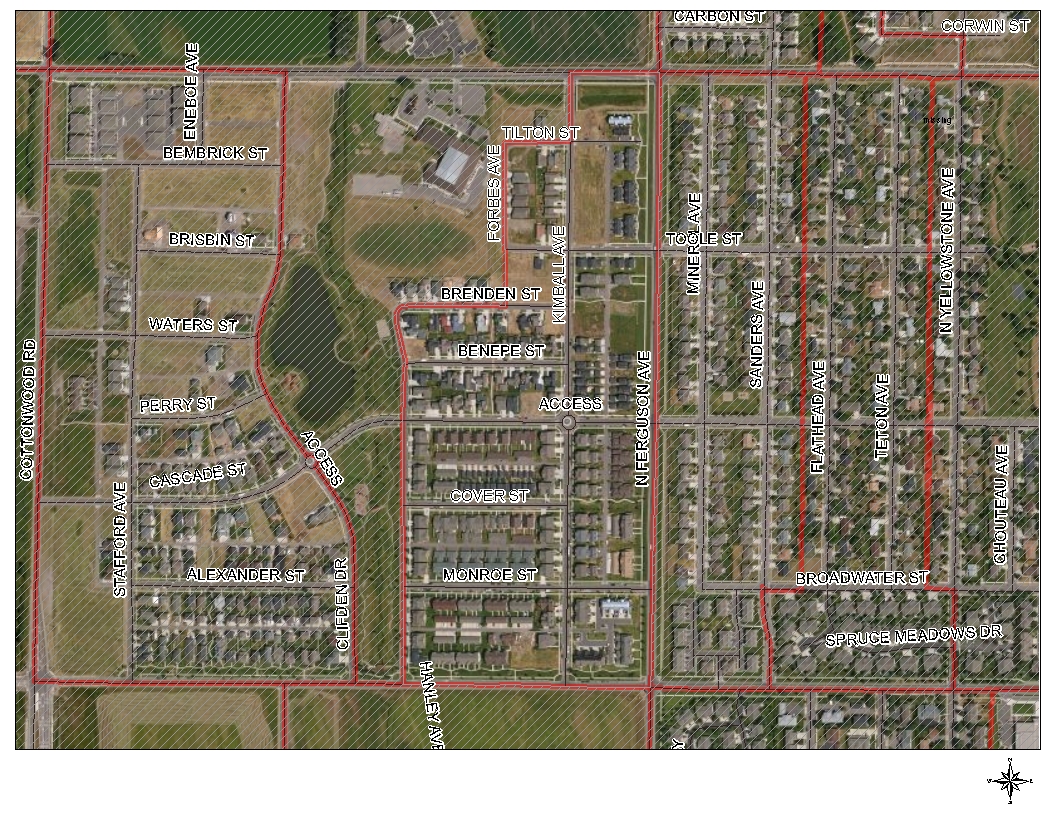 CARBON ST
CORWIN ST
ENEBOE AVE
missing
TILTON ST
BEMBRICK ST
FORBES AVE
N YELLOWSTONE AVE
MINERAL AVE
BRISBIN ST
TOOLE ST
KIMBALL AVE
BRENDEN ST
SANDERS AVE
WATERS ST
COTTONWOOD RD
BENEPE ST
N FERGUSON AVE
FLATHEAD AVE
TETON AVE
PERRY ST
ACCESS
ACCESS
CHOUTEAU AVE
CASCADE ST
STAFFORD AVE
COVER ST
ALEXANDER ST
MONROE ST
BROADWATER ST
CLIFDEN DR
SPRUCE MEADOWS DR
HANLEY AVE
Y
N
W
E
S